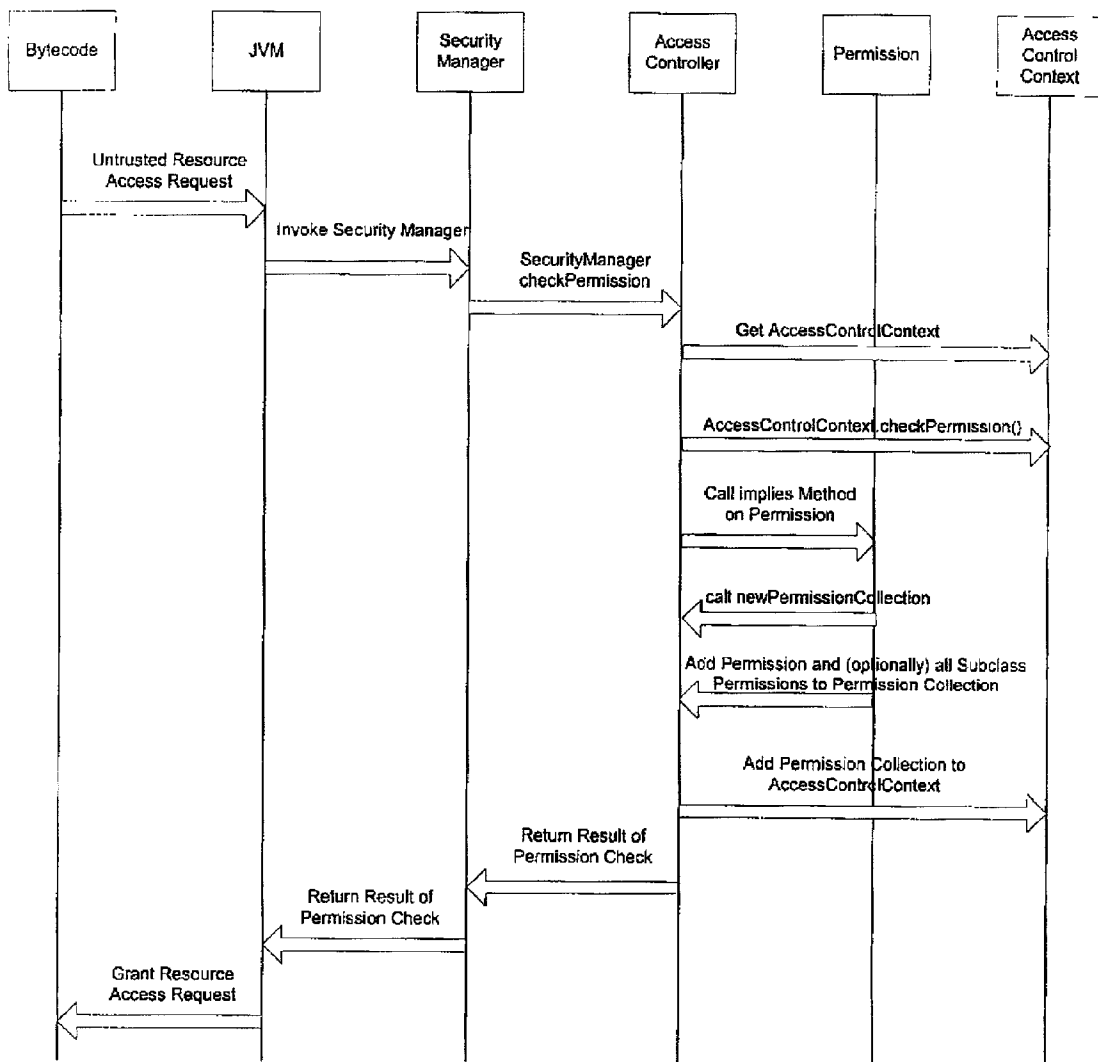 Bytecode
JVM
Security
Manager
Access
Controller
Permission
Access
Control
Context
Untrusted Resource
Access Request
Invoke Security Manager
SecurityManager
checkPermission
Get AccessControlContext
AccessControlContext.checkPermission()
Call implies Method
on Permission
call newPermissionCollection
Add Permission and (optionally) all Subclass
Permissions to Permission Collection
Add Permission Collection to
AccessControlContext
Return Result of
Permission Check
Return Result of
Permission Check
Grant Resource
Access Request